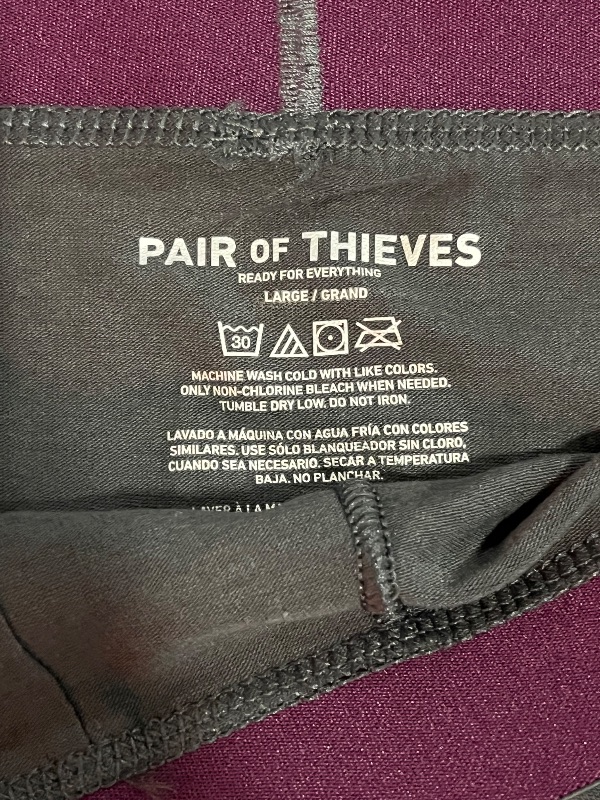 PAIR OF THIEVES
READY FOR EVERYTHING
LARGE / GRAND
30
MACHINE WASH COLD WITH LIKE COLORS.
ONLY NON-CHLORINE BLEACH WHEN NEEDED.
TUMBLE DRY LOW. DO NOT IRON.
LAVADO A MÁQUINA CON AGUA FRÍA CON COLORES
SIMILARES. USE SÓLO BLANQUEADOR SIN CLORO,
CUANDO SEA NECESARIO. SECAR A TEMPERATURA
BAJA. NO PLANCHAR.
LAVER À LA